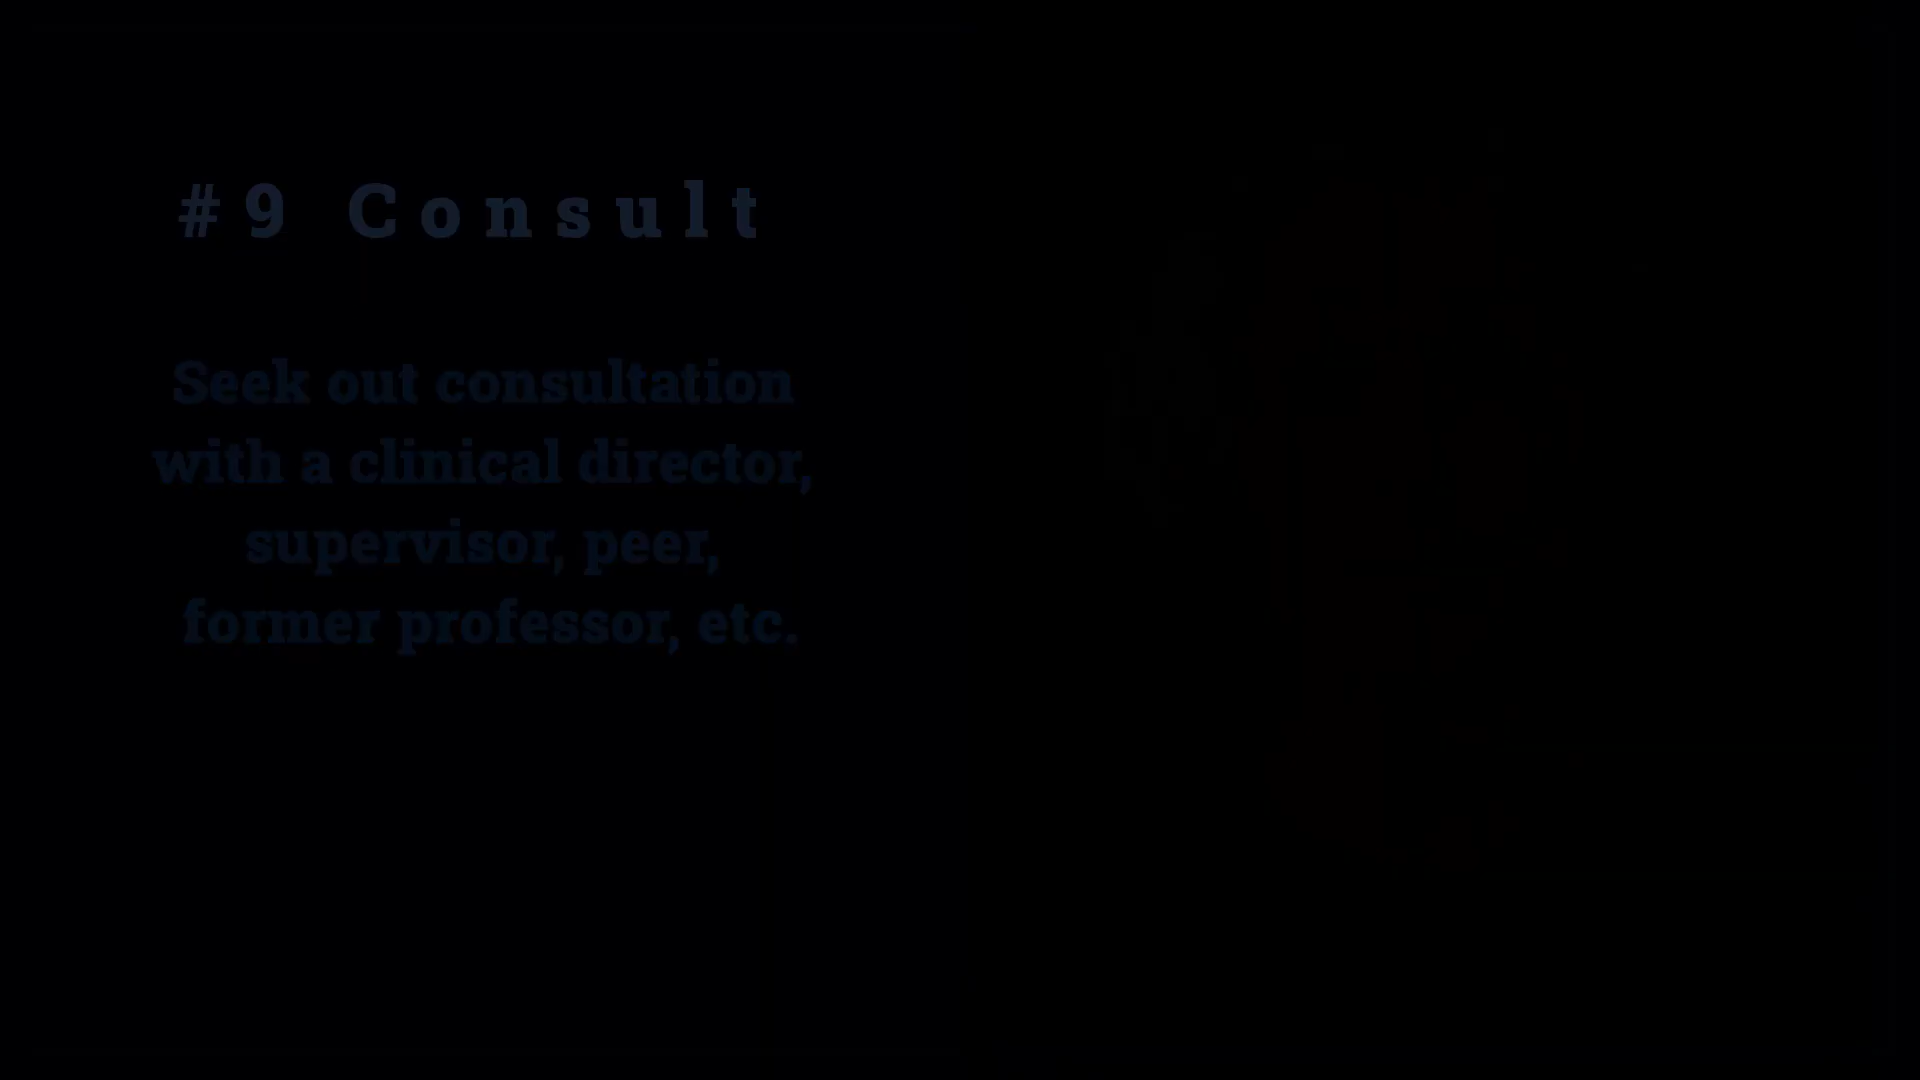 #9 Consult
Seek out consultation
with a clinical director,
supervisor, peer,
former professor, etc.